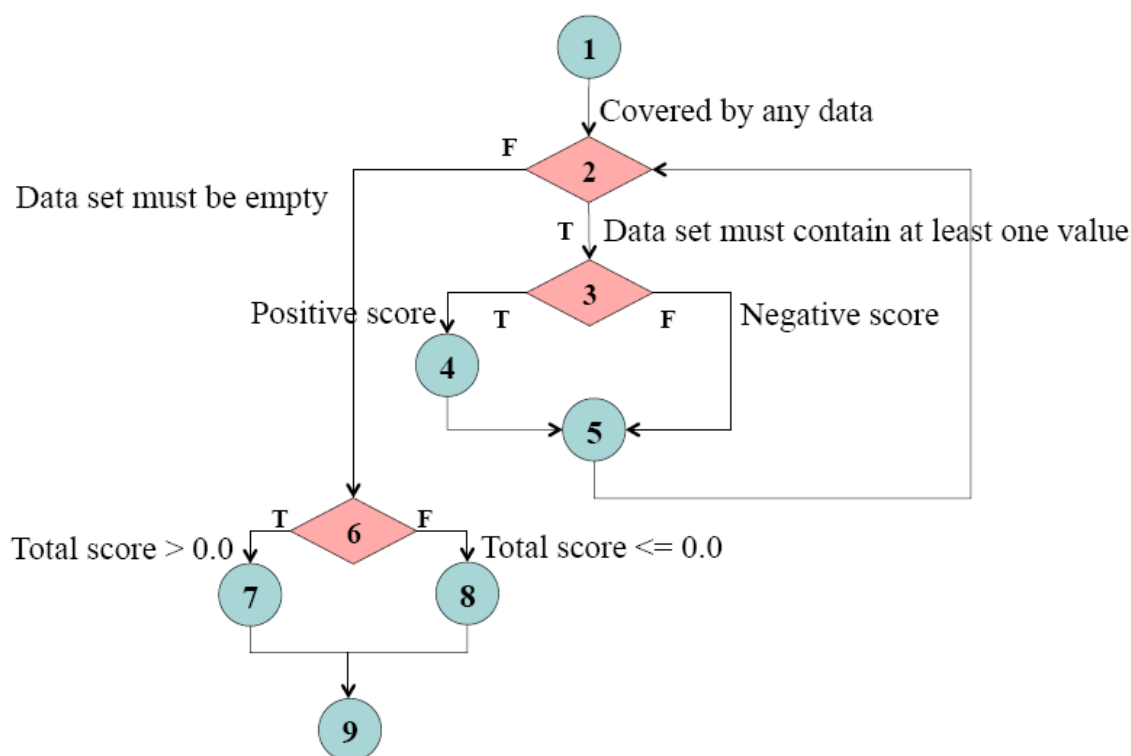 1
Covered by any data
F
2
Data set must be empty
T
Data set must contain at least one value
3
Positive score
T
F
Negative score
4
5
T
6
F
Total score > 0.0
Total score <= 0.0
7
8
9